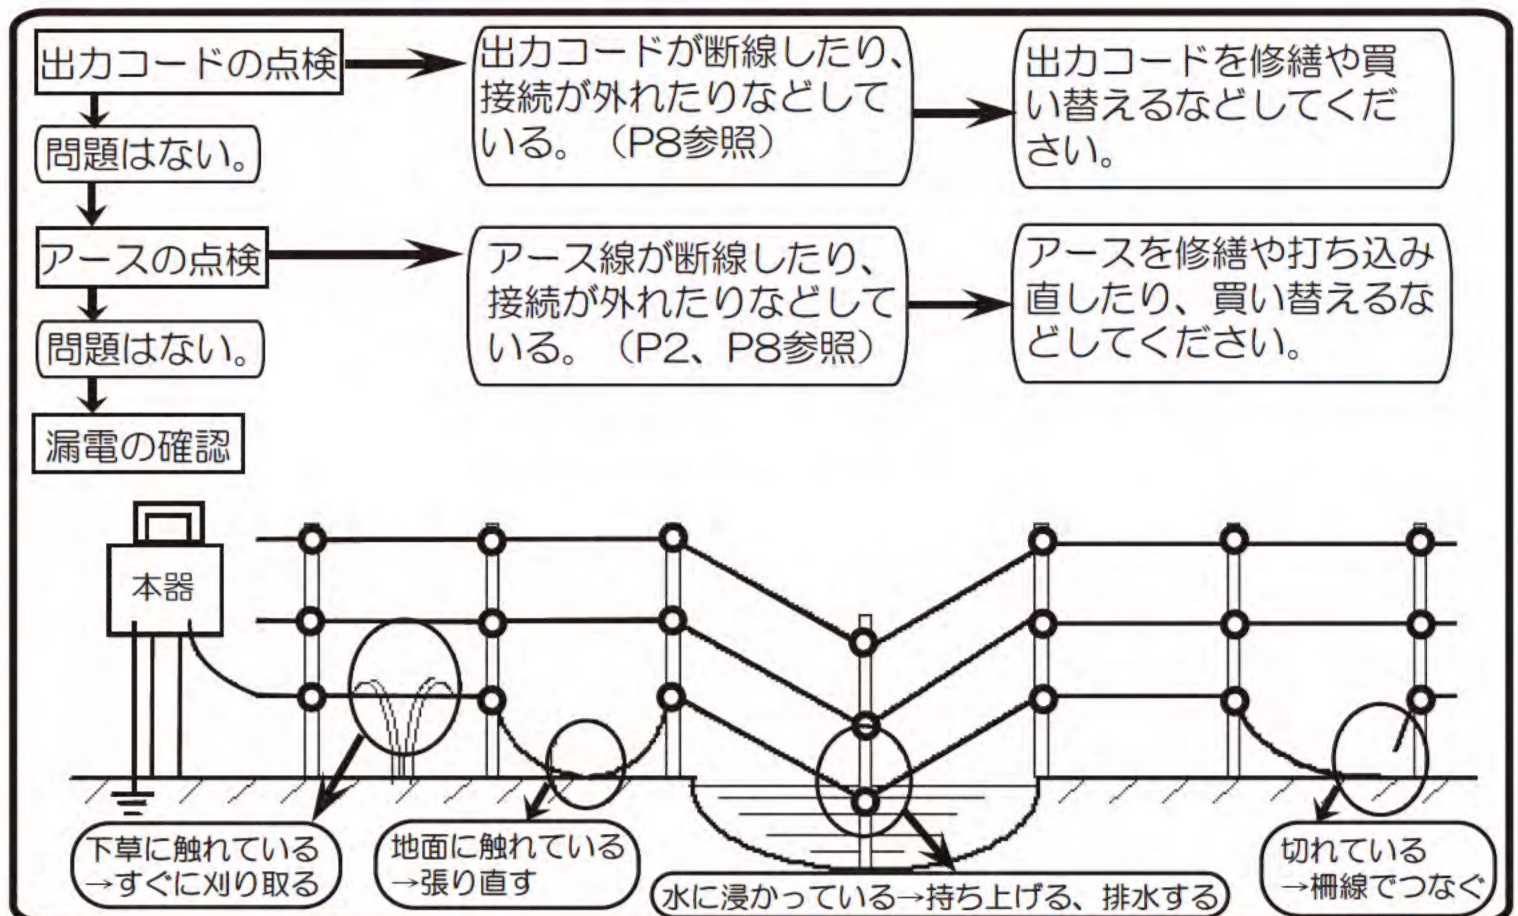 出力コードの点検
出力コードが断線したり、
接続が外れたりなどして
いる。（P8参照）
出力コードを修繕や買
い替えるなどしてくだ
さい。
問題はない。
アースの点検
アース線が断線したり、
接続が外れたりなどして
いる。（P2、P8参照）
アースを修繕や打ち込み
直したり、買い替えるな
どしてください。
問題はない。
漏電の確認
本器
下草に触れている
→すぐに刈り取る
地面に触れている
→張り直す
水に浸かっている→持ち上げる、排水する
切れている
→柵線でつなぐ